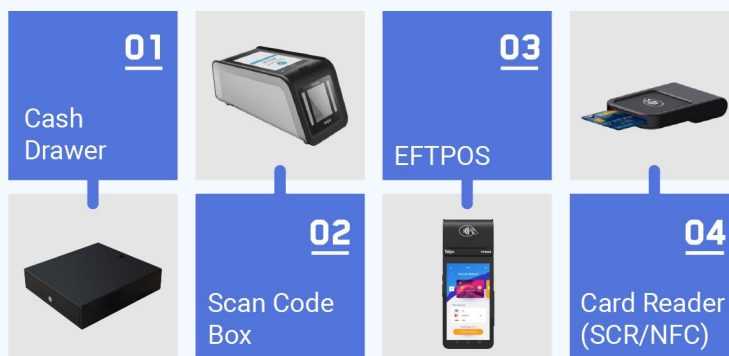 01
Cash
Drawer
02
Scan Code
Box
03
EFTPOS
04
Card Reader
(SCR/NFC)